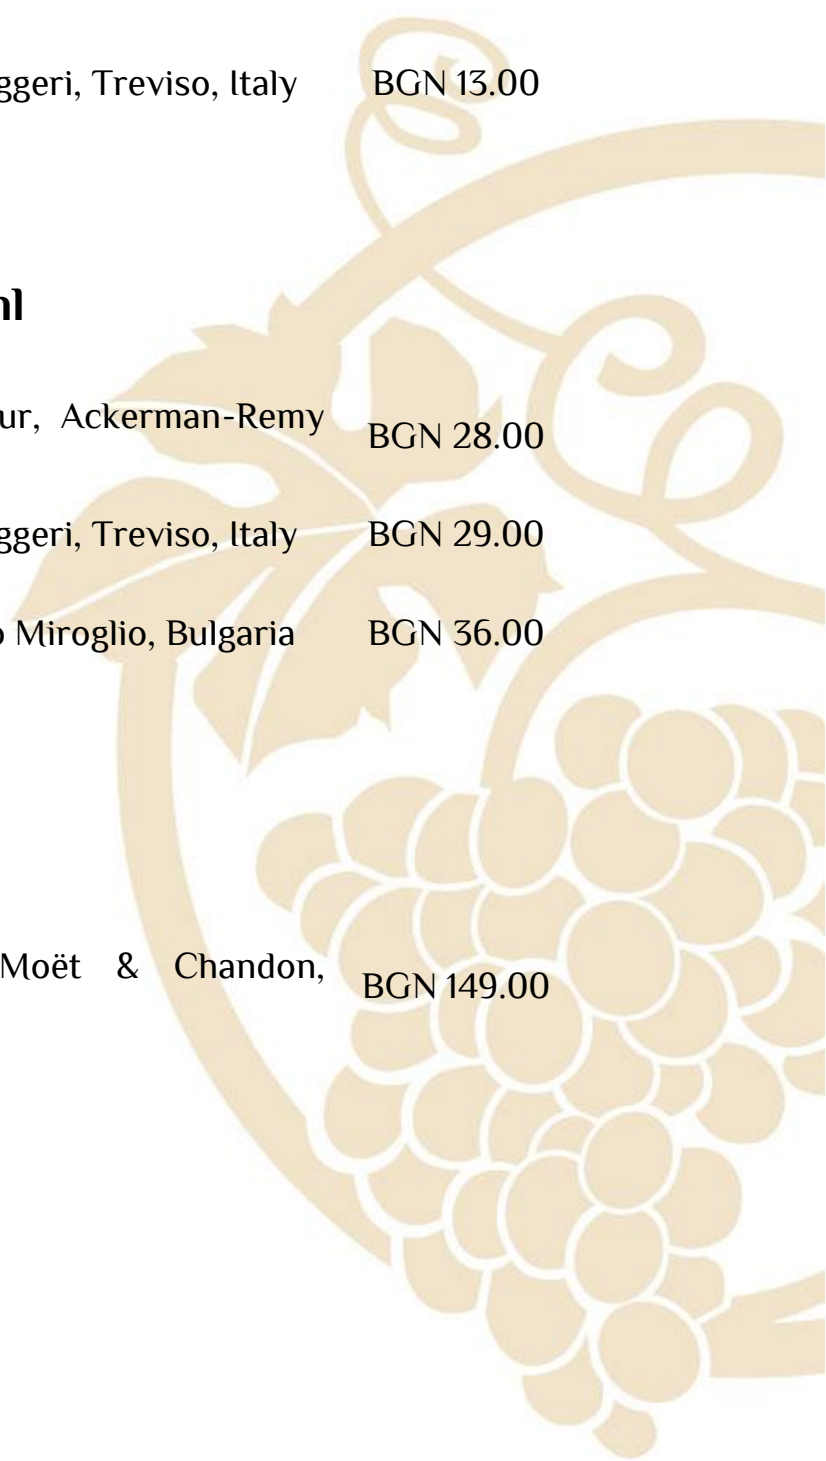 ggeri, Treviso, Italy BGN 13.00
ml
ur, Ackerman-Remy BGN 28.00
ggeri, Treviso, Italy BGN 29.00
o Miroglio, Bulgaria BGN 36.00
Moët & Chandon, BGN 149.00